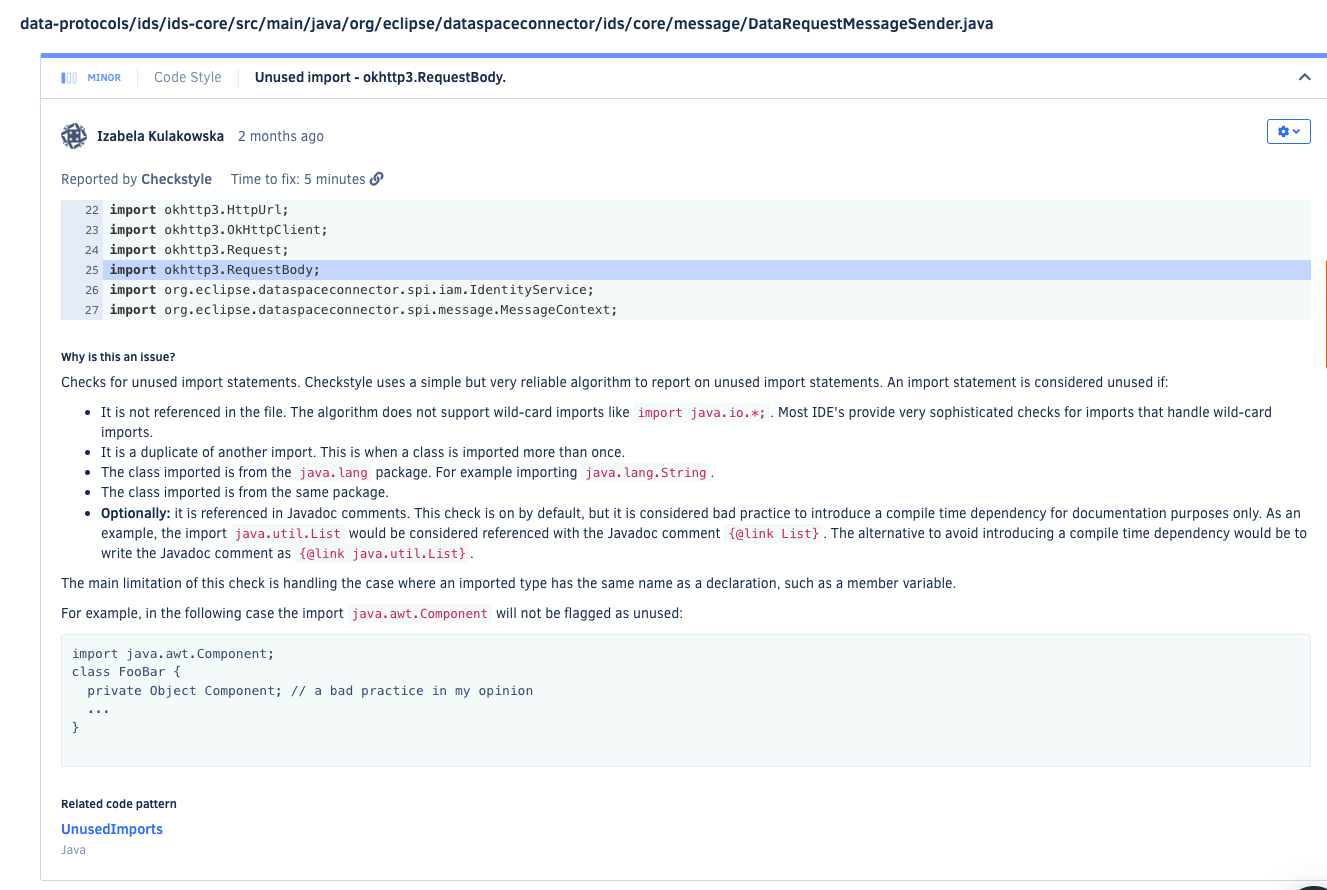 data-protocols/ids/ids-core/src/main/java/org/eclipse/dataspaceconnector/ids/core/message/DataRequestMessageSender.java
MINOR Code Style Unused import - okhttp3.RequestBody.
Izabela Kulakowska 2 months ago
Reported by Checkstyle Time to fix: 5 minutes
22 import okhttp3.HttpUrl;
23 import okhttp3.OkHttpClient;
24 import okhttp3.Request;
25 import okhttp3.RequestBody;
26 import org.eclipse.dataspaceconnector.spi.iam.IdentityService;
27 import org.eclipse.dataspaceconnector.spi.message.MessageContext;
Why is this an issue?
Checks for unused import statements. Checkstyle uses a simple but very reliable algorithm to report on unused import statements. An import statement is considered unused if:
• It is not referenced in the file. The algorithm does not support wild-card imports like import java.io.*; . Most IDE's provide very sophisticated checks for imports that handle wild-card
imports.
• It is a duplicate of another import. This is when a class is imported more than once.
• The class imported is from the java.lang package. For example importing java.lang.String .
• The class imported is from the same package.
• Optionally: it is referenced in Javadoc comments. This check is on by default, but it is considered bad practice to introduce a compile time dependency for documentation purposes only. As an
example, the import java.util.List would be considered referenced with the Javadoc comment {@link List} . The alternative to avoid introducing a compile time dependency would be to
write the Javadoc comment as {@link java.util.List} .
The main limitation of this check is handling the case where an imported type has the same name as a declaration, such as a member variable.
For example, in the following case the import java.awt.Component will not be flagged as unused:
import java.awt.Component;
class FooBar {
  private Object Component; // a bad practice in my opinion
  ...
}
Related code pattern
UnusedImports
Java